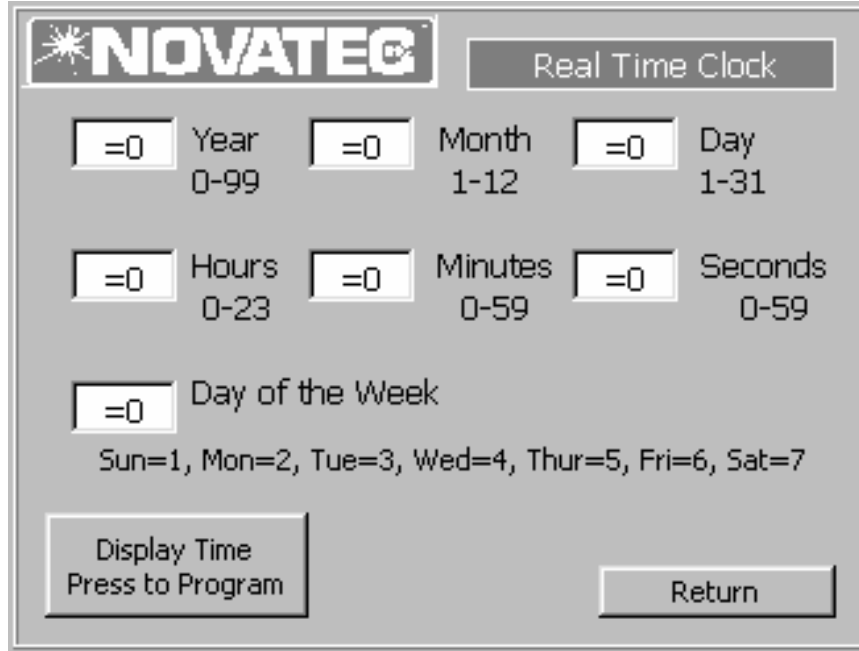 NOVATEC
Real Time Clock
=0 Year =0 Month =0 Day
0-99 1-12 1-31
=0 Hours =0 Minutes =0 Seconds
0-23 0-59 0-59
=0 Day of the Week
Sun=1, Mon=2, Tue=3, Wed=4, Thur=5, Fri=6, Sat=7
Display Time
Press to Program
Return